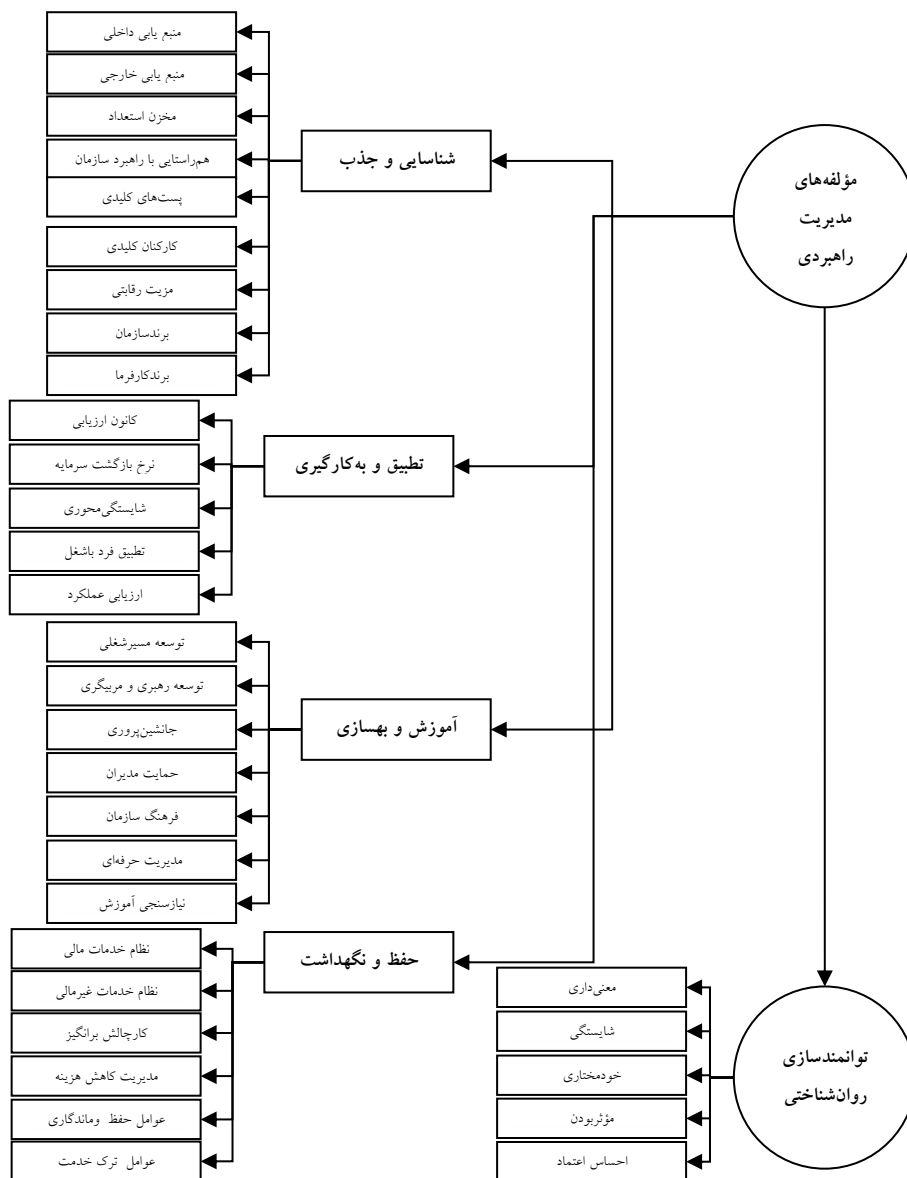 مؤلفه‌های
مدیریت
راهبردی
شناسایی و جذب
منبع یابی داخلی
منبع یابی خارجی
مخزن استعداد
هم‌راستایی با راهبرد سازمان
پست‌های کلیدی
کارکنان کلیدی
مزیت رقابتی
برندسازمان
برندکارفرما
تطبیق و به‌کارگیری
کانون ارزیابی
نرخ بازگشت سرمایه
شایستگی‌محوری
تطبیق فرد باشغل
ارزیابی عملکرد
آموزش و بهسازی
توسعه مسیرشغلی
توسعه رهبری و مربیگری
جانشین‌پروری
حمایت مدیران
فرهنگ سازمان
مدیریت حرفه‌ای
نیازسنجی آموزش
حفظ و نگهداشت
نظام خدمات مالی
نظام خدمات غیرمالی
کارچالش برانگیز
مدیریت کاهش هزینه
عوامل حفظ وماندگاری
عوامل ترک خدمت
توانمندسازی
روان‌شناختی
معنی‌داری
شایستگی
خودمختاری
مؤثربودن
احساس اعتماد